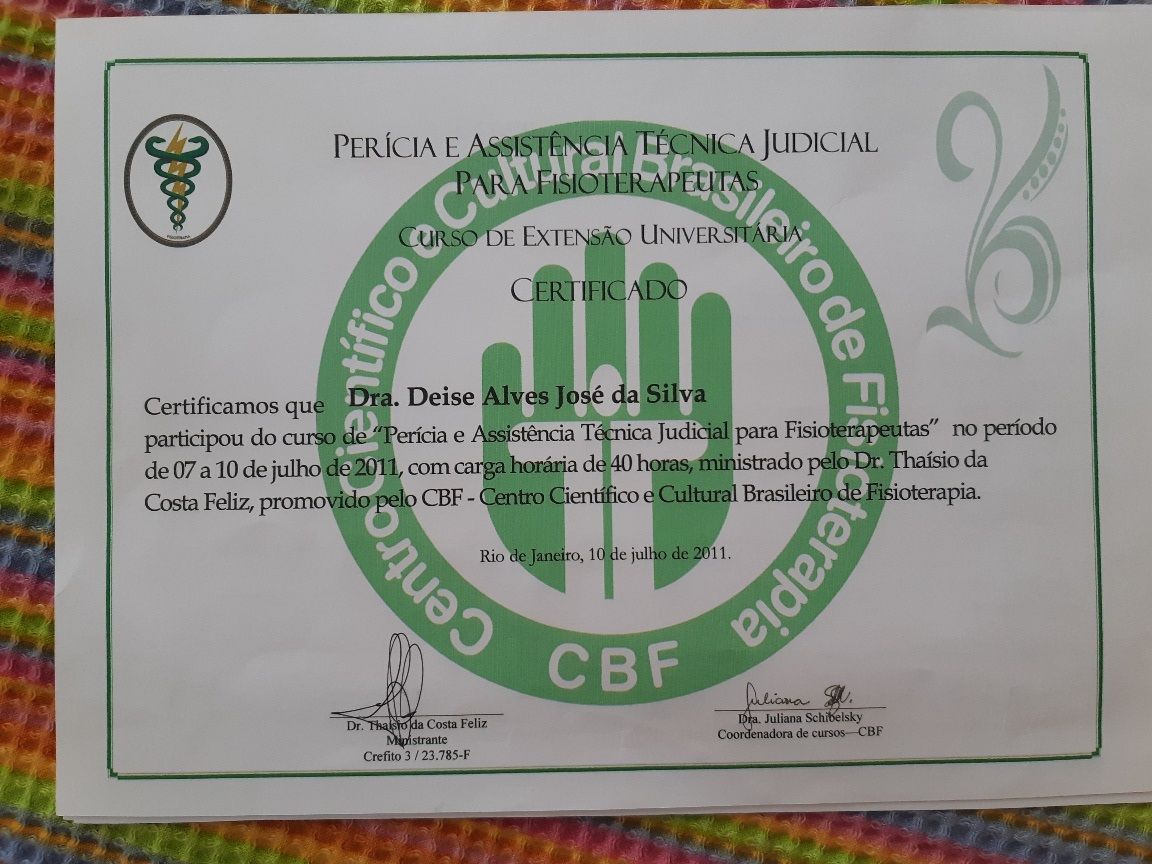 PERÍCIA E ASSISTÊNCIA TÉCNICA JUDICIAL
PARA FISIOTERAPEUTAS
CURSO DE EXTENSÃO UNIVERSITÁRIA
CERTIFICADO
Certificamos que Dra. Deise Alves José da Silva
participou do curso de “Perícia e Assistência Técnica Judicial para Fisioterapeutas” no período
de 07 a 10 de julho de 2011, com carga horária de 40 horas, ministrado pelo Dr. Thaísio da
Costa Feliz, promovido pelo CBF - Centro Científico e Cultural Brasileiro de Fisioterapia.
Rio de Janeiro, 10 de julho de 2011.
Centro Científico e Cultural Brasileiro de Fisioterapia
CBF
Dr. Thaísio da Costa Feliz
Ministrante
Crefito 3 / 23.785-F
Juliana
Dra. Juliana Schibelsky
Coordenadora de cursos—CBF